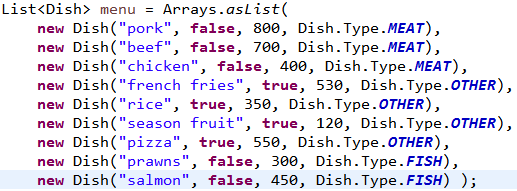 List<Dish> menu = Arrays.asList(
new Dish("pork", false, 800, Dish.Type.MEAT),
new Dish("beef", false, 700, Dish.Type.MEAT),
new Dish("chicken", false, 400, Dish.Type.MEAT),
new Dish("french fries", true, 530, Dish.Type.OTHER),
new Dish("rice", true, 350, Dish.Type.OTHER),
new Dish("season fruit", true, 120, Dish.Type.OTHER),
new Dish("pizza", true, 550, Dish.Type.OTHER),
new Dish("prawns", false, 300, Dish.Type.FISH),
new Dish("salmon", false, 450, Dish.Type.FISH) );